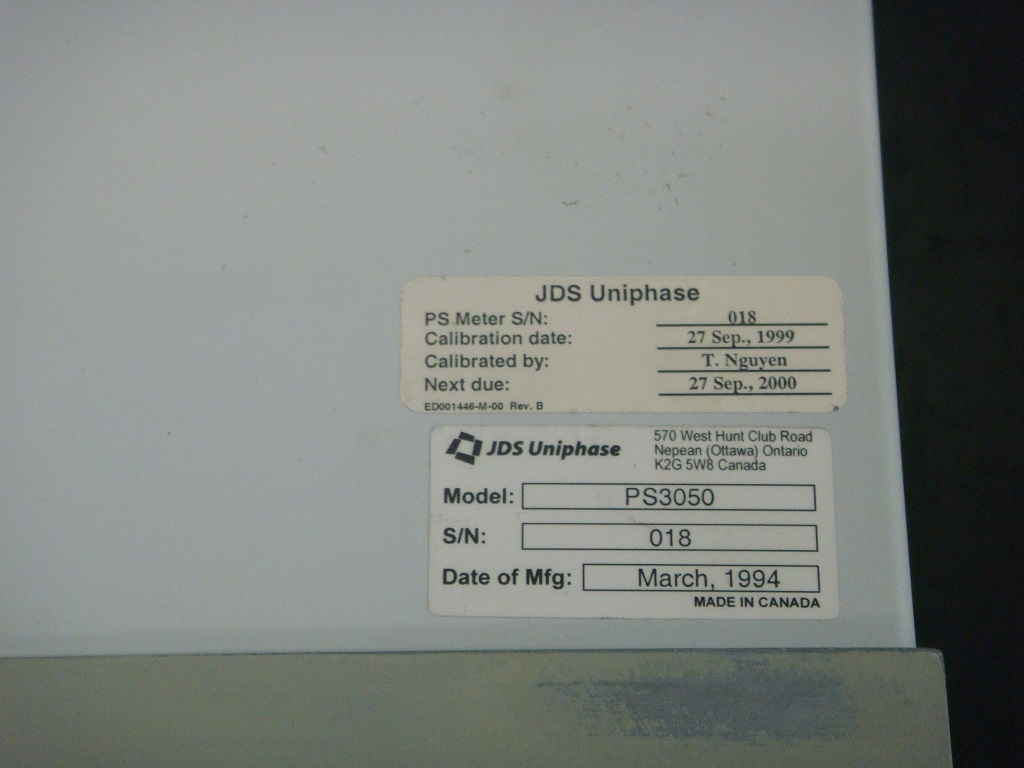 JDS Uniphase
PS Meter S/N: 018
Calibration date: 27 Sep., 1999
Calibrated by: T. Nguyen
Next due: 27 Sep., 2000
ED001446-M-00 Rev. B
JDS Uniphase
570 West Hunt Club Road
Nepean (Ottawa) Ontario
K2G 5W8 Canada
Model: PS3050
S/N: 018
Date of Mfg: March, 1994
MADE IN CANADA